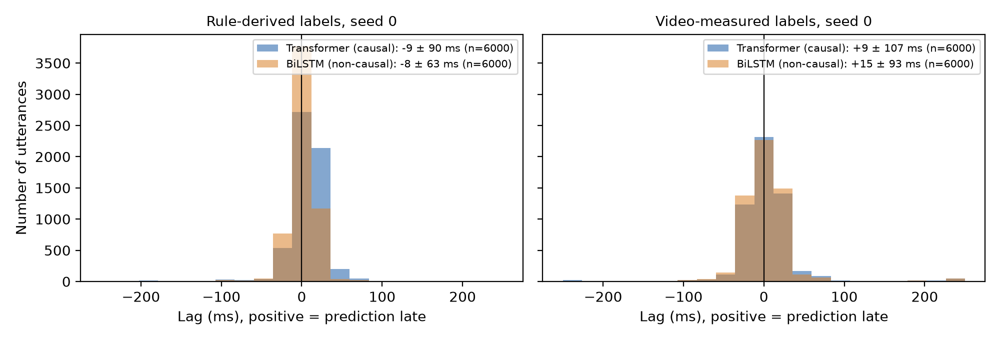 Rule-derived labels, seed 0
Transformer (causal): -9 ± 90 ms (n=6000)
BiLSTM (non-causal): -8 ± 63 ms (n=6000)
Number of utterances
3500
3000
2500
2000
1500
1000
500
0
−200
−100
0
100
200
Lag (ms), positive = prediction late
Video-measured labels, seed 0
Transformer (causal): +9 ± 107 ms (n=6000)
BiLSTM (non-causal): +15 ± 93 ms (n=6000)
−200
−100
0
100
200
Lag (ms), positive = prediction late